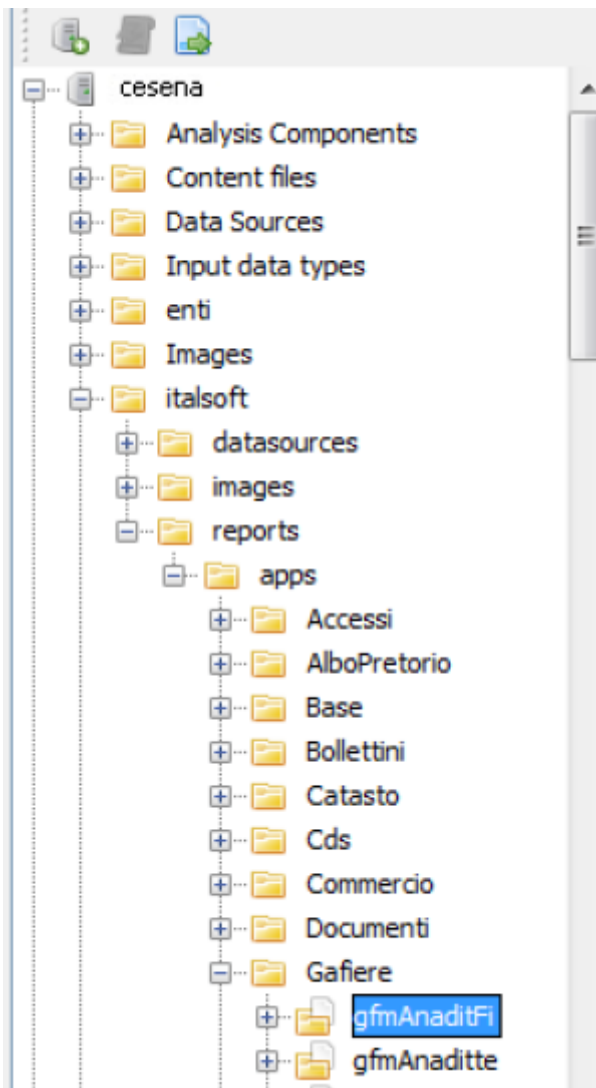 cesena
Analysis Components
Content files
Data Sources
Input data types
enti
Images
italsoft
datasources
images
reports
apps
Accessi
AlboPretorio
Base
Bollettini
Catasto
Cds
Commercio
Documenti
Gafiere
gfmAnaditFi
gfmAnaditte